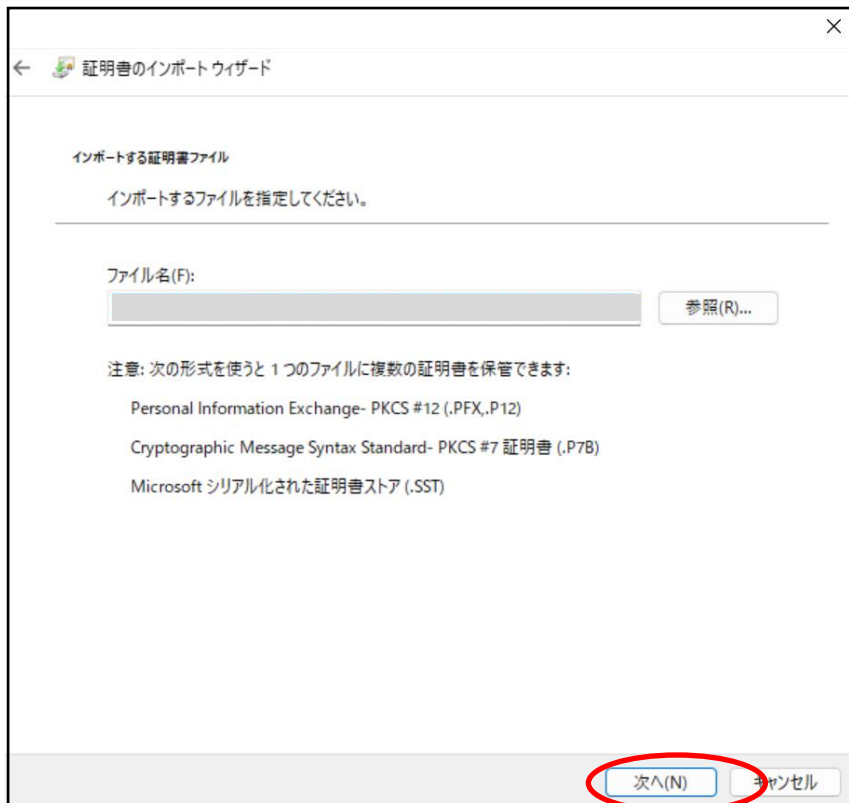 証明書のインポート ウィザード
インポートする証明書ファイル
インポートするファイルを指定してください。
ファイル名(F):
参照(R)...
注意: 次の形式を使うと 1 つのファイルに複数の証明書を保管できます:
Personal Information Exchange- PKCS #12 (.PFX,.P12)
Cryptographic Message Syntax Standard- PKCS #7 証明書 (.P7B)
Microsoft シリアル化された証明書ストア (.SST)
次へ(N)
キャンセル